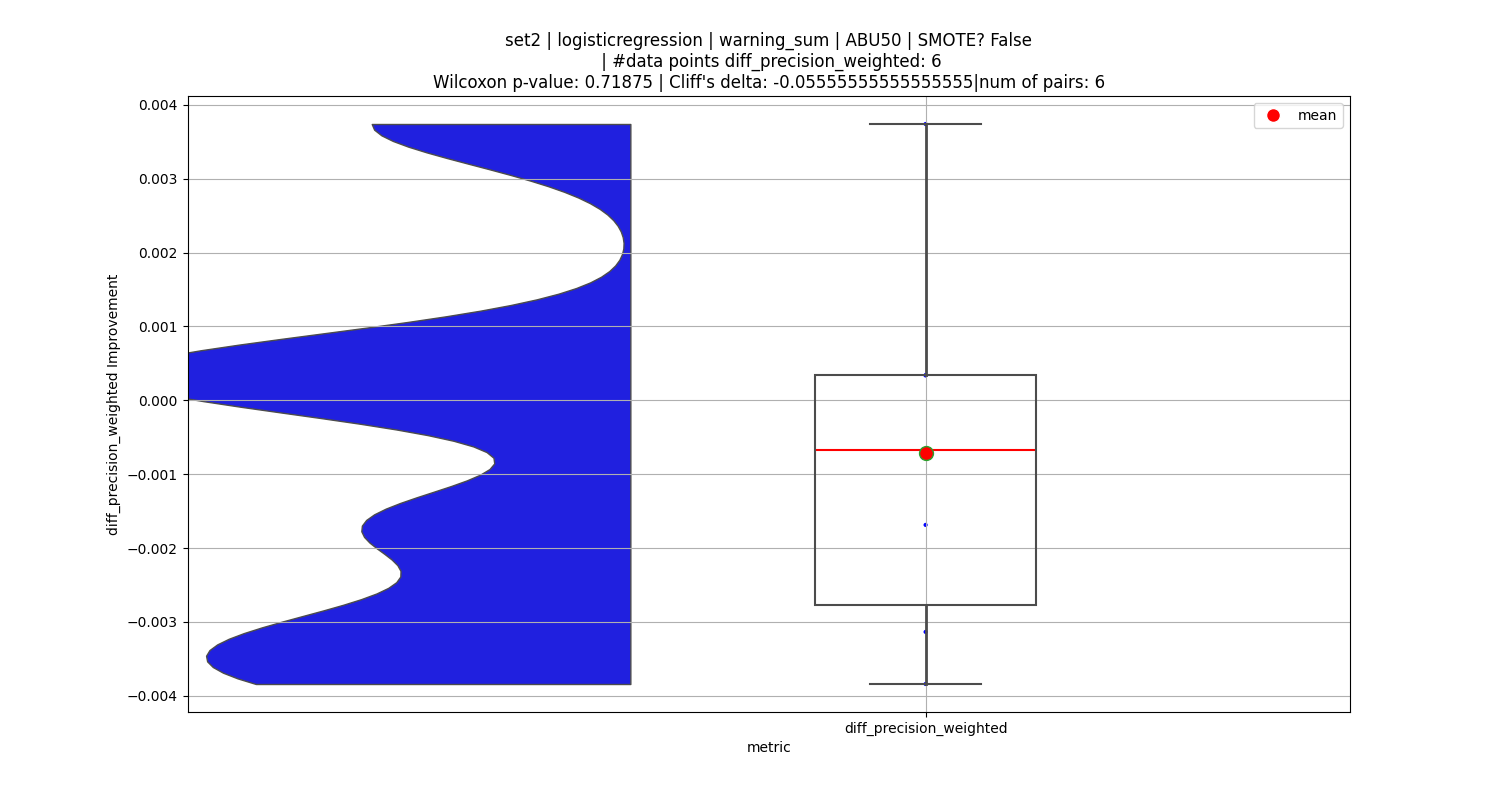 set2 | logisticregression | warning_sum | ABU50 | SMOTE? False
| #data points diff_precision_weighted: 6
Wilcoxon p-value: 0.71875 | Cliff's delta: -0.05555555555555555|num of pairs: 6
mean
0.004
0.003
0.002
0.001
0.000
−0.001
−0.002
−0.003
−0.004
diff_precision_weighted Improvement
diff_precision_weighted
metric